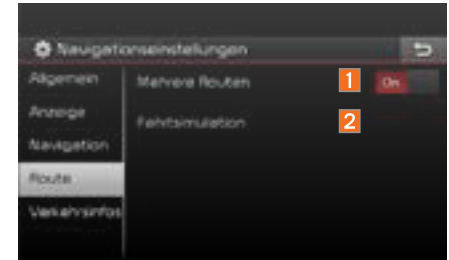 Navigationseinstellungen
Allgemein
Mehrere Routen
1
On
Anzeige
Fahrtsimulation
2
Navigation
Route
Verkehrsinfos